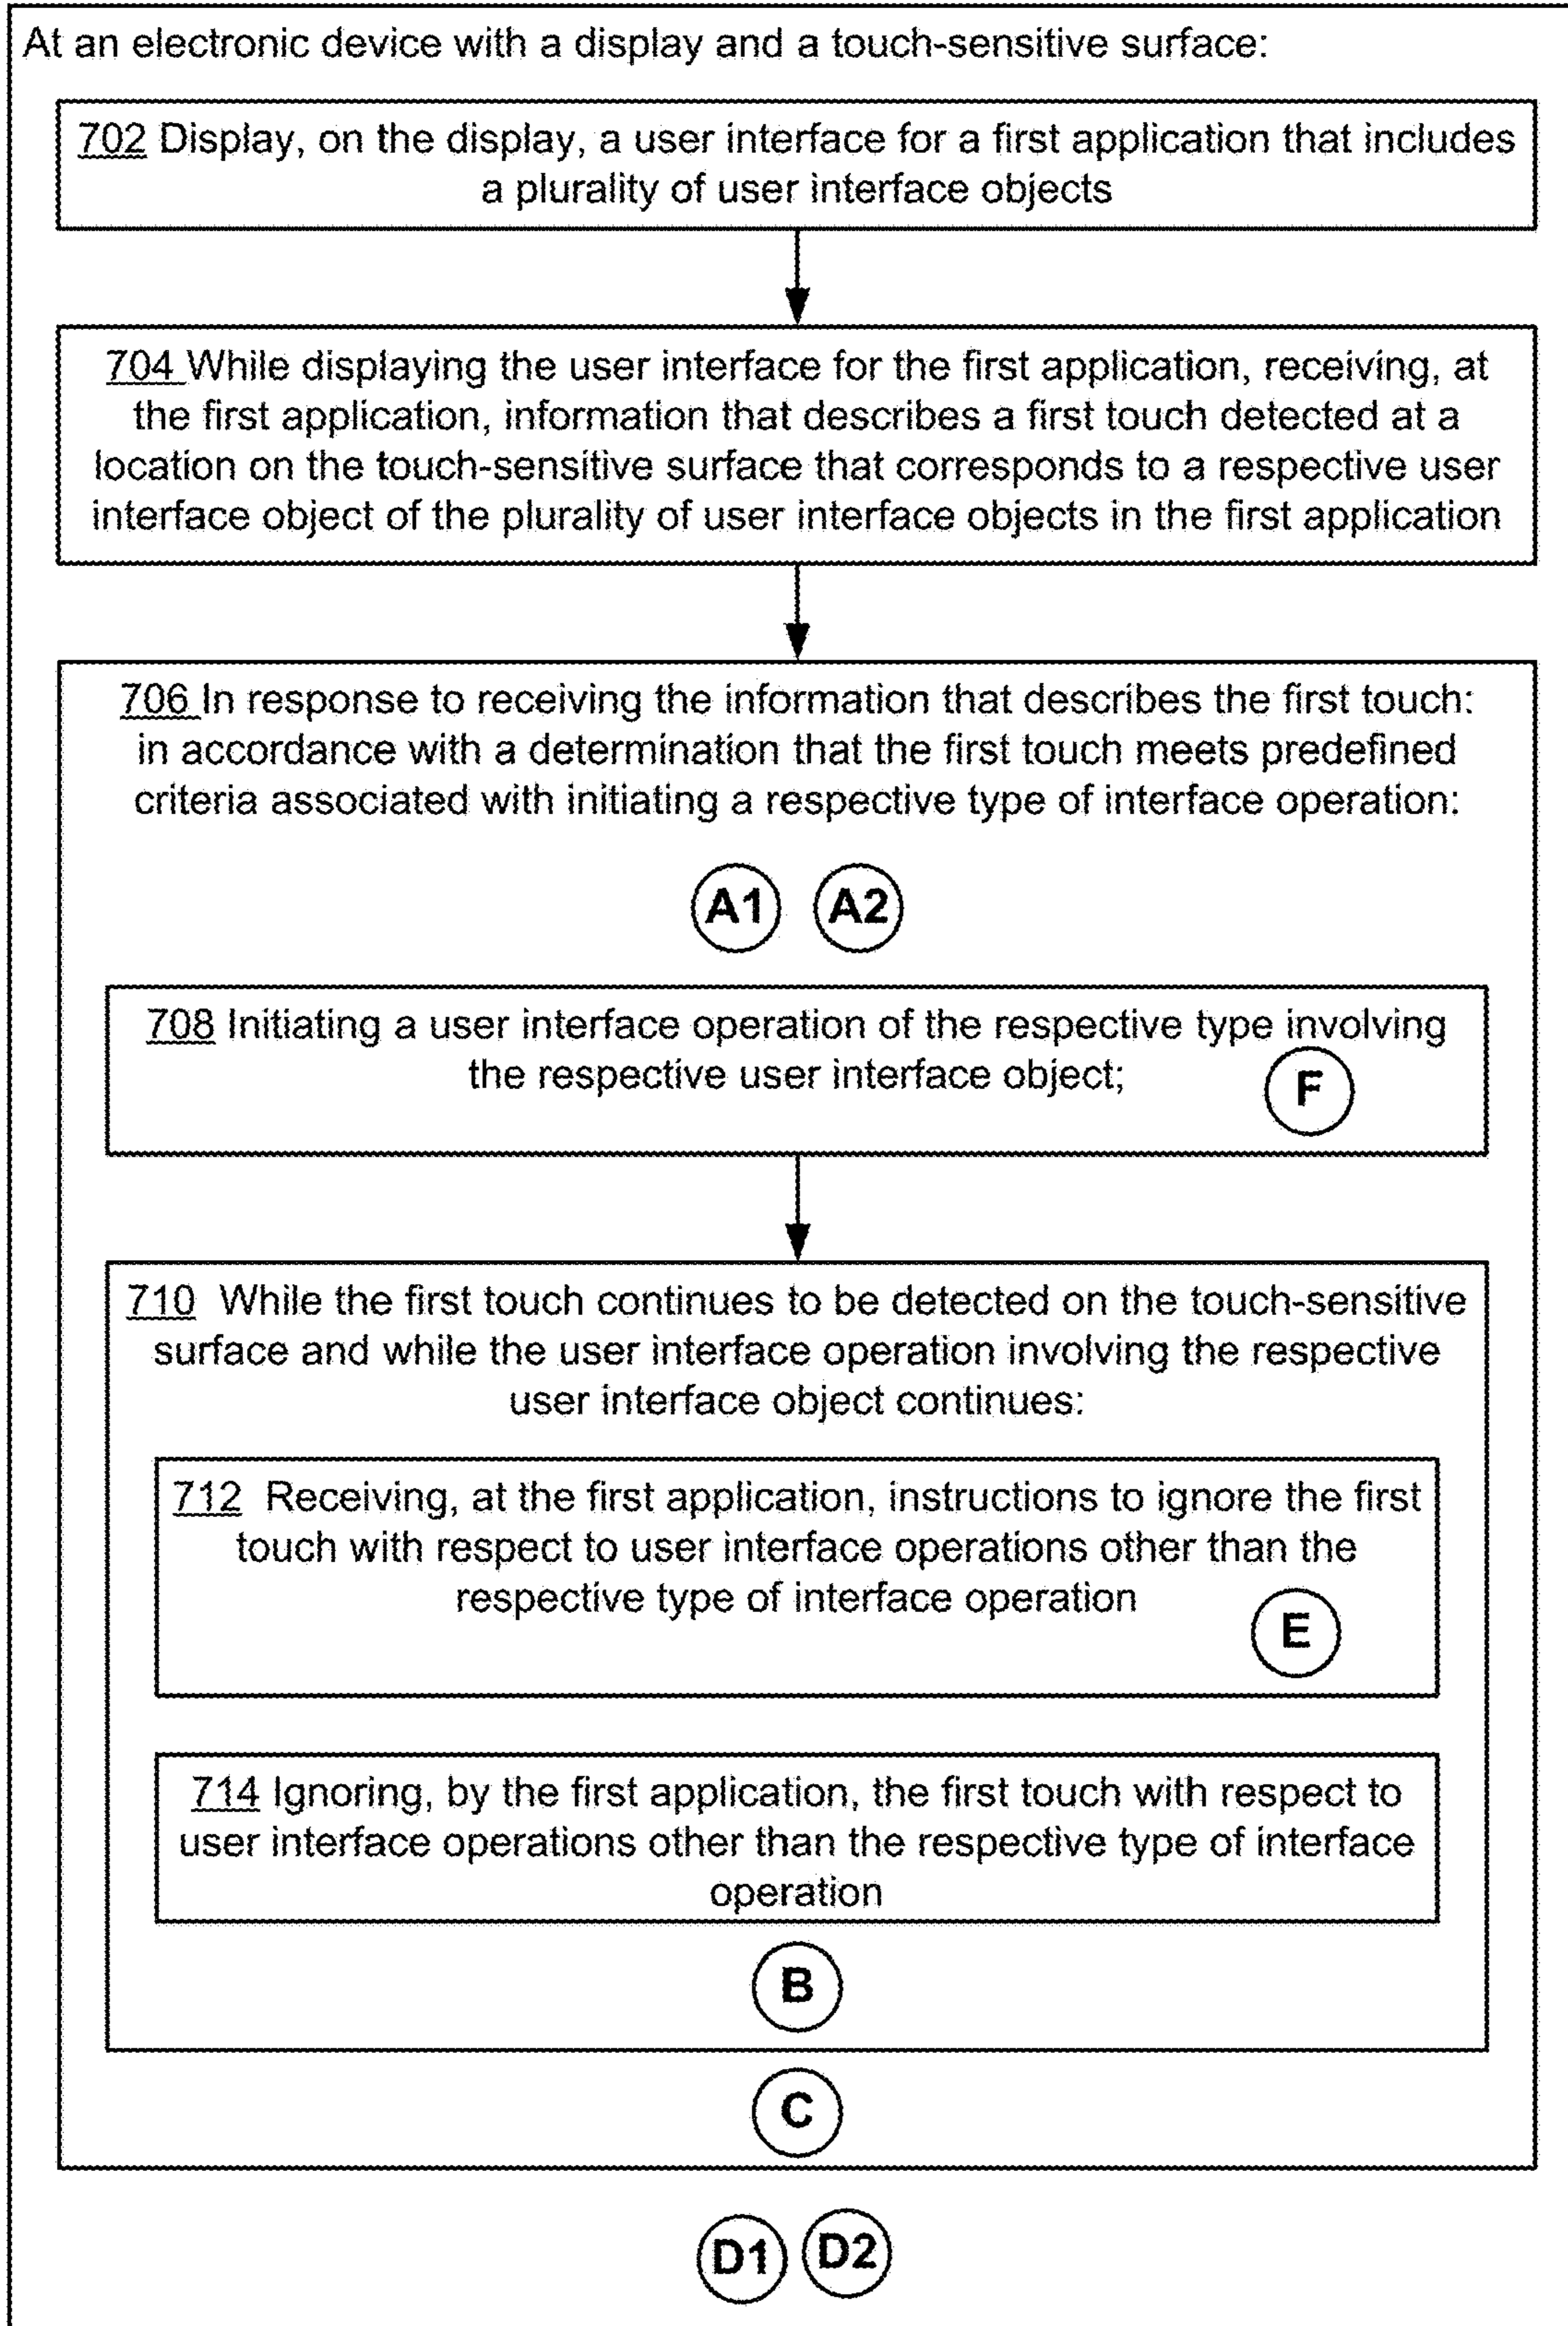 At an electronic device with a display and a touch-sensitive surface:
702 Display, on the display, a user interface for a first application that includes
a plurality of user interface objects
704 While displaying the user interface for the first application, receiving, at
the first application, information that describes a first touch detected at a
location on the touch-sensitive surface that corresponds to a respective user
interface object of the plurality of user interface objects in the first application
706 In response to receiving the information that describes the first touch:
in accordance with a determination that the first touch meets predefined
criteria associated with initiating a respective type of interface operation:
A1 A2
708 Initiating a user interface operation of the respective type involving
the respective user interface object;
F
710 While the first touch continues to be detected on the touch-sensitive
surface and while the user interface operation involving the respective
user interface object continues:
712 Receiving, at the first application, instructions to ignore the first
touch with respect to user interface operations other than the
respective type of interface operation
E
714 Ignoring, by the first application, the first touch with respect to
user interface operations other than the respective type of interface
operation
B
C
D1 D2